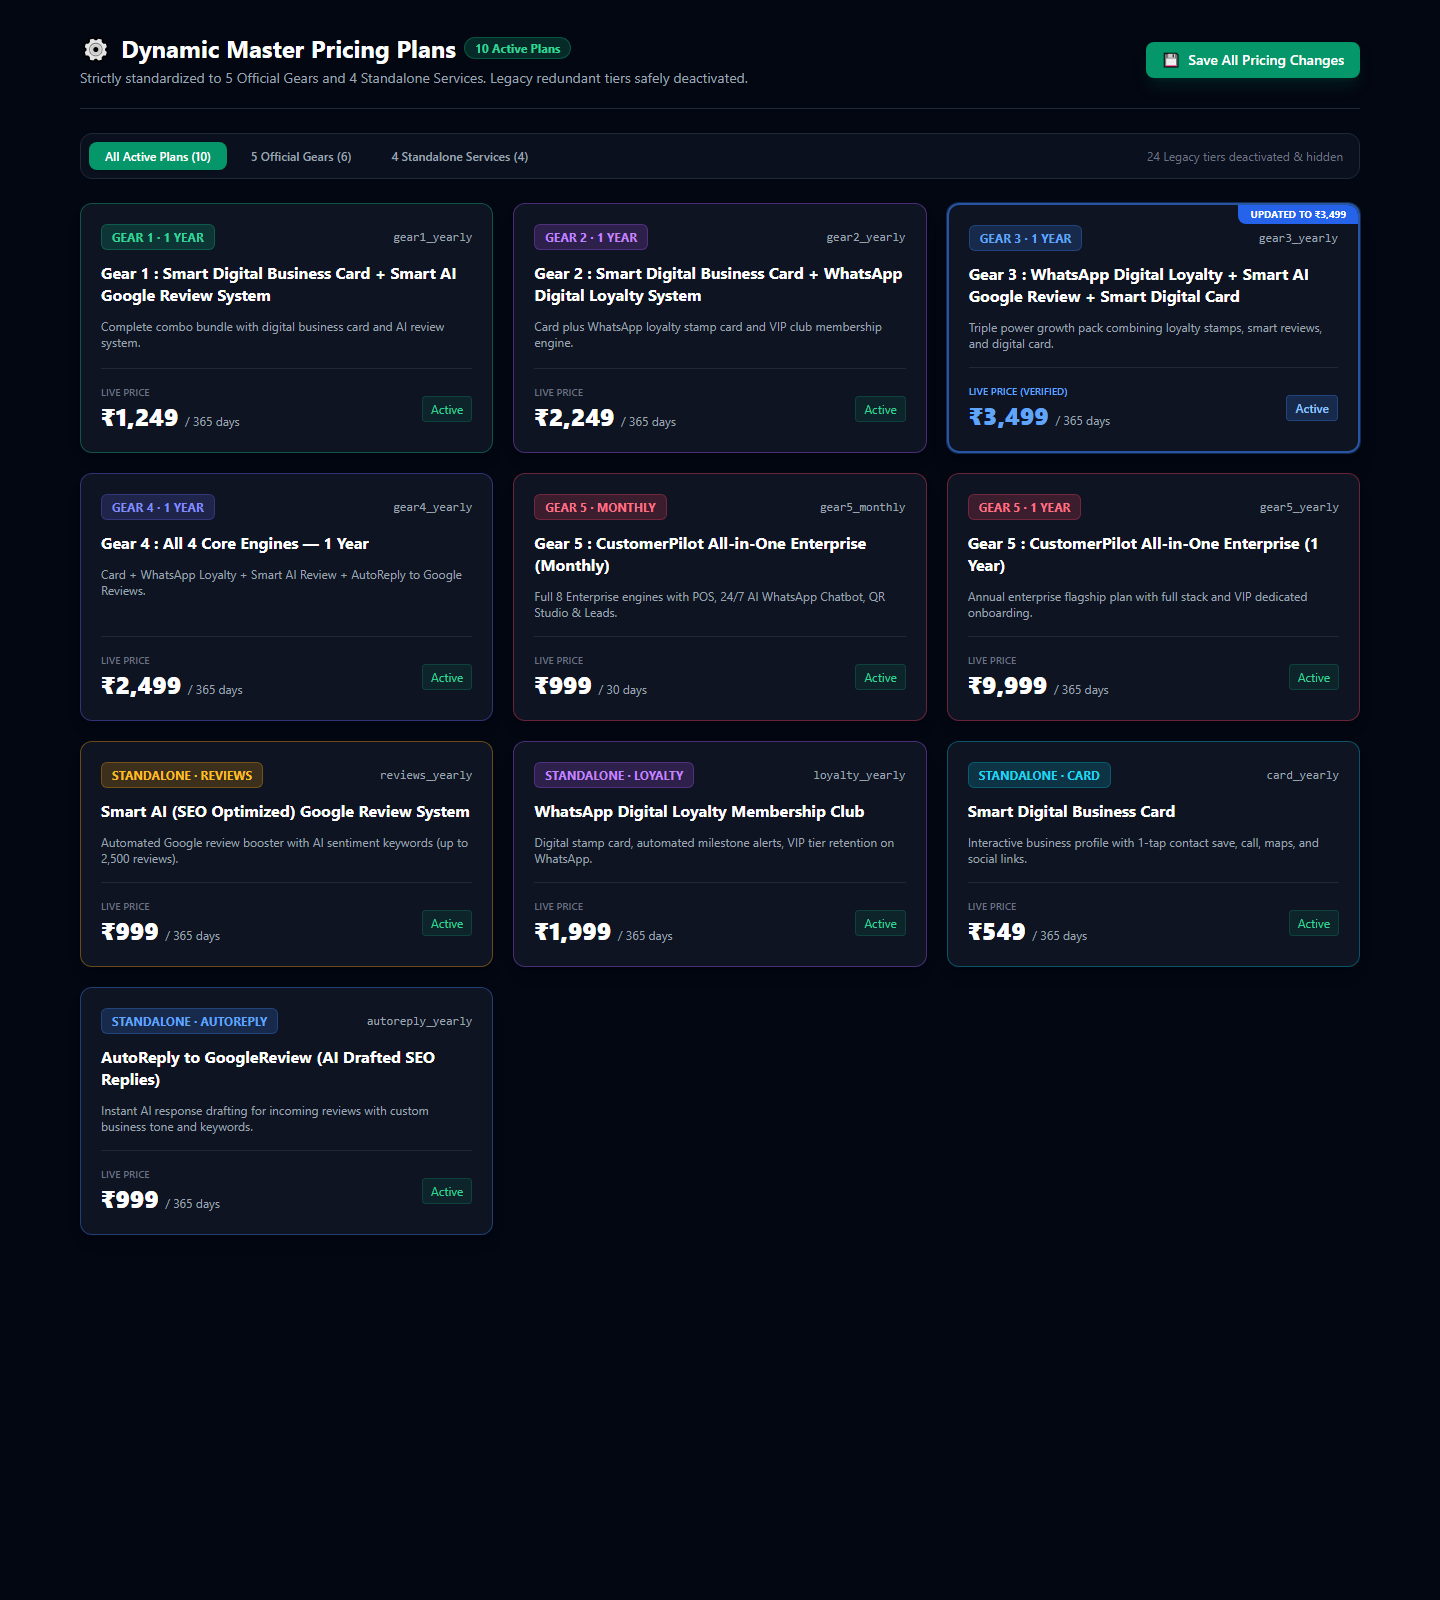 Dynamic Master Pricing Plans
10 Active Plans
Strictly standardized to 5 Official Gears and 4 Standalone Services. Legacy redundant tiers safely deactivated.
Save All Pricing Changes
All Active Plans (10)
5 Official Gears (6)
4 Standalone Services (4)
24 Legacy tiers deactivated & hidden
GEAR 1 · 1 YEAR
gear1_yearly
Gear 1 : Smart Digital Business Card + Smart AI
Google Review System
Complete combo bundle with digital business card and AI review
system.
LIVE PRICE
₹1,249 / 365 days
Active
GEAR 2 · 1 YEAR
gear2_yearly
Gear 2 : Smart Digital Business Card + WhatsApp
Digital Loyalty System
Card plus WhatsApp loyalty stamp card and VIP club membership
engine.
LIVE PRICE
₹2,249 / 365 days
Active
UPDATED TO ₹3,499
GEAR 3 · 1 YEAR
gear3_yearly
Gear 3 : WhatsApp Digital Loyalty + Smart AI
Google Review + Smart Digital Card
Triple power growth pack combining loyalty stamps, smart reviews,
and digital card.
LIVE PRICE (VERIFIED)
₹3,499 / 365 days
Active
GEAR 4 · 1 YEAR
gear4_yearly
Gear 4 : All 4 Core Engines — 1 Year
Card + WhatsApp Loyalty + Smart AI Review + AutoReply to Google
Reviews.
LIVE PRICE
₹2,499 / 365 days
Active
GEAR 5 · MONTHLY
gear5_monthly
Gear 5 : CustomerPilot All-in-One Enterprise
(Monthly)
Full 8 Enterprise engines with POS, 24/7 AI WhatsApp Chatbot, QR
Studio & Leads.
LIVE PRICE
₹999 / 30 days
Active
GEAR 5 · 1 YEAR
gear5_yearly
Gear 5 : CustomerPilot All-in-One Enterprise (1
Year)
Annual enterprise flagship plan with full stack and VIP dedicated
onboarding.
LIVE PRICE
₹9,999 / 365 days
Active
STANDALONE · REVIEWS
reviews_yearly
Smart AI (SEO Optimized) Google Review System
Automated Google review booster with AI sentiment keywords (up to
2,500 reviews).
LIVE PRICE
₹999 / 365 days
Active
STANDALONE · LOYALTY
loyalty_yearly
WhatsApp Digital Loyalty Membership Club
Digital stamp card, automated milestone alerts, VIP tier retention on
WhatsApp.
LIVE PRICE
₹1,999 / 365 days
Active
STANDALONE · CARD
card_yearly
Smart Digital Business Card
Interactive business profile with 1-tap contact save, call, maps, and
social links.
LIVE PRICE
₹549 / 365 days
Active
STANDALONE · AUTOREPLY
autoreply_yearly
AutoReply to GoogleReview (AI Drafted SEO
Replies)
Instant AI response drafting for incoming reviews with custom
business tone and keywords.
LIVE PRICE
₹999 / 365 days
Active